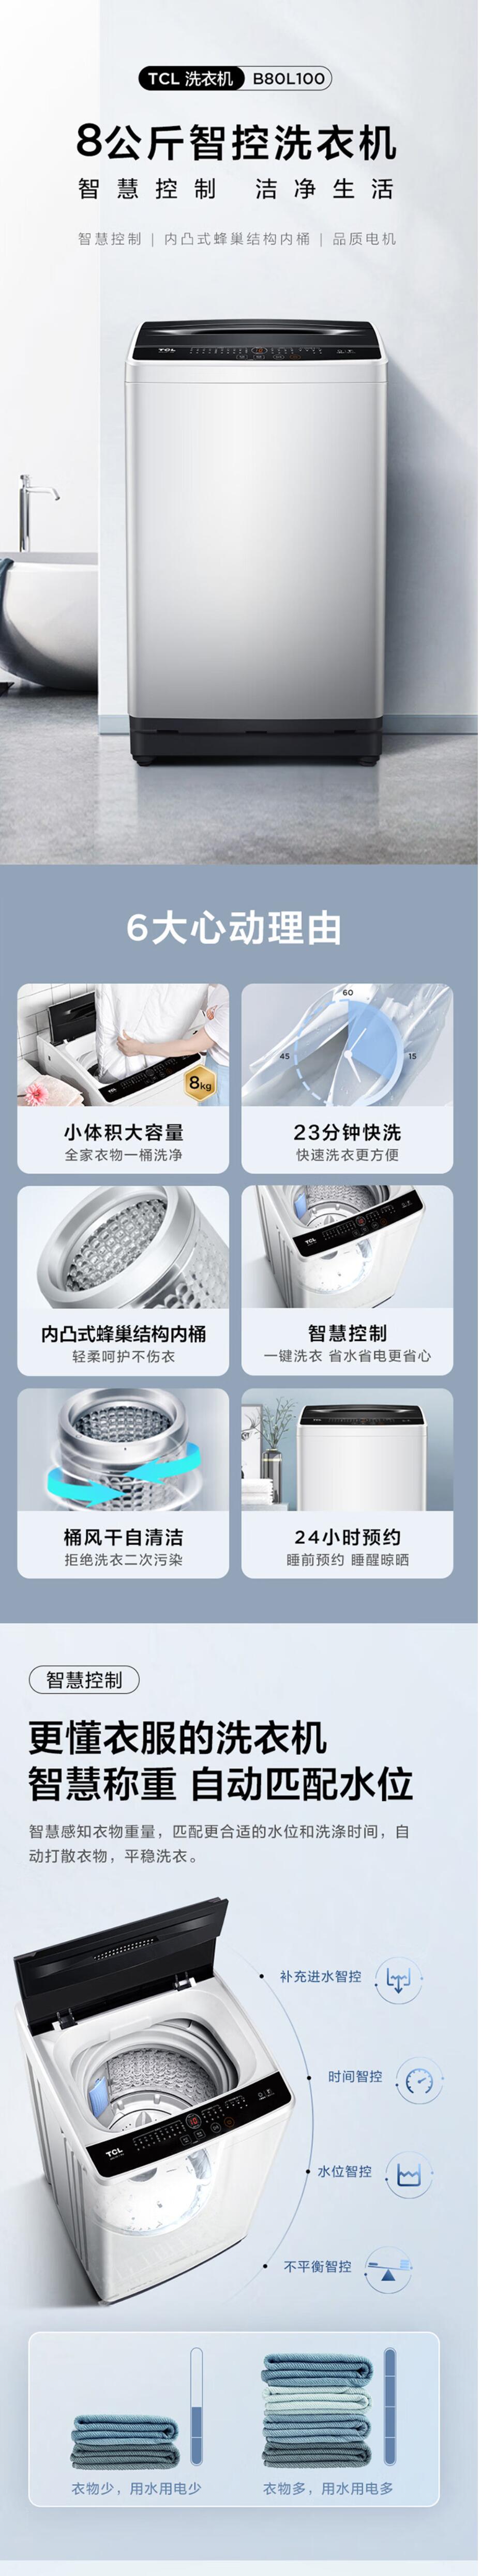 TCL 洗衣机 B80L100
8公斤智控洗衣机
智慧控制 洁净生活
智慧控制 | 内凸式蜂巢结构内桶 | 品质电机
TCL
6大心动理由
8kg
60
45
15
小体积大容量
全家衣物一桶洗净
23分钟快洗
快速洗衣更方便
TCL
内凸式蜂巢结构内桶
轻柔呵护不伤衣
智慧控制
一键洗衣 省水省电更省心
桶风干自清洁
拒绝洗衣二次污染
24小时预约
睡前预约 睡醒晾晒
智慧控制
更懂衣服的洗衣机
智慧称重 自动匹配水位
智慧感知衣物重量，匹配更合适的水位和洗涤时间，自
动打散衣物，平稳洗衣。
补充进水智控
时间智控
TCL
水位智控
不平衡智控
衣物少，用水用电少
衣物多，用水用电多